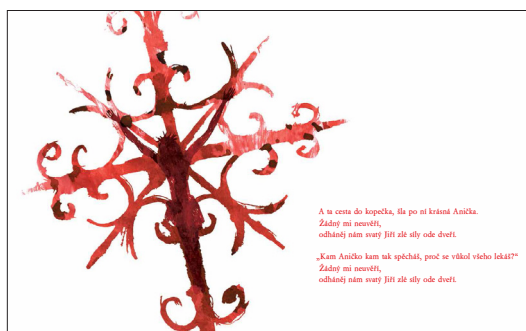 A ta cesta do kopečka, šla po ní krásná Anička.
Žádný mi neuvěří,
odháněj nám svatý Jiří zlé síly ode dveří.
„Kam Aničko kam tak spěcháš, proč se vůkol všeho lekáš?“
Žádný mi neuvěří,
odháněj nám svatý Jiří zlé síly ode dveří.